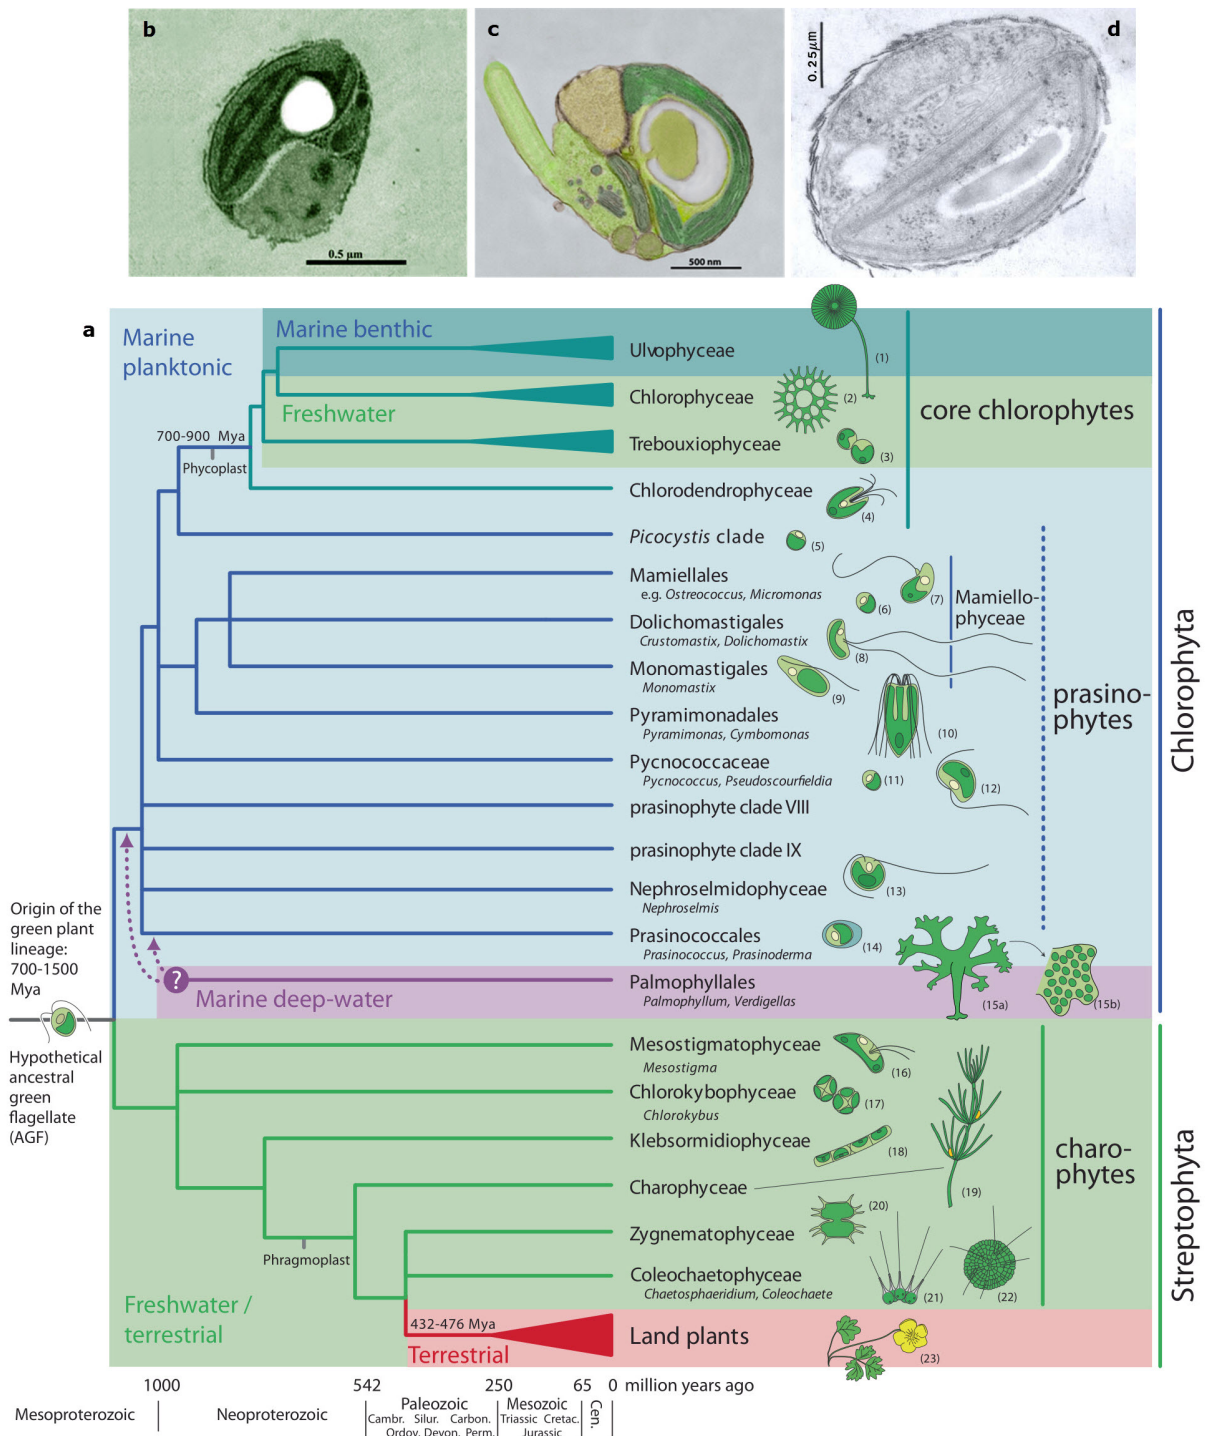 b
c
d
0.25μm
0.5 μm
500 nm
a
Marine
planktonic
Marine benthic
Freshwater
Ulvophyceae
(1)
Chlorophyceae
(2)
core chlorophytes
700-900 Mya
Phycoplast
Trebouxiophyceae
(3)
Chlorodendrophyceae
(4)
Picocystis clade
(5)
Mamiellales
e.g. Ostreococcus, Micromonas
(6)
(7)
Mamiello-
phyceae
Dolichomastigales
Crustomastix, Dolichomastix
(8)
Monomastigales
Monomastix
(9)
prasino-
phytes
Chlorophyta
Pyramimonadales
Pyramimonas, Cymbomonas
(10)
Pycnococcaceae
Pycnococcus, Pseudoscourfieldia
(11)
(12)
prasinophyte clade VIII
prasinophyte clade IX
Nephroselmidophyceae
Nephroselmis
(13)
Prasinococcales
Prasinococcus, Prasinoderma
(14)
Origin of the
green plant
lineage:
700-1500
Mya
?
Marine deep-water
Palmophyllales
Palmophyllum, Verdigellas
(15a)
(15b)
Hypothetical
ancestral
green
flagellate
(AGF)
Mesostigmatophyceae
Mesostigma
(16)
Chlorokybophyceae
Chlorokybus
(17)
Klebsormidiophyceae
(18)
charo-
phytes
Streptophyta
Charophyceae
(19)
Zygnematophyceae
(20)
Phragmoplast
Coleochaetophyceae
Chaetosphaeridium, Coleochaete
(21)
(22)
Freshwater /
terrestrial
432-476 Mya
Terrestrial
Land plants
(23)
1000 542 250 65 0 million years ago
Mesoproterozoic
Neoproterozoic
Paleozoic
Cambr. Silur. Carbon.
Ordov. Devon. Perm.
Mesozoic
Triassic Cretac.
Jurassic
Cen.